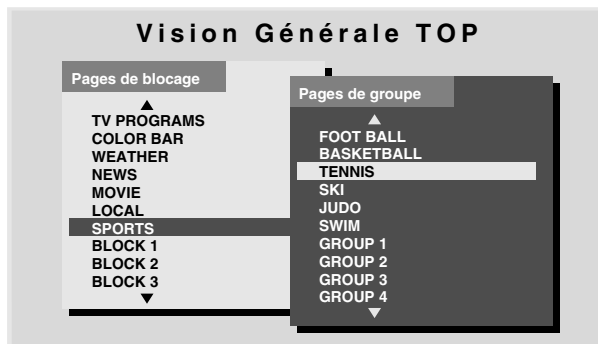 Vision Générale TOP
Pages de blocage
TV PROGRAMS
COLOR BAR
WEATHER
NEWS
MOVIE
LOCAL
SPORTS
BLOCK 1
BLOCK 2
BLOCK 3
Pages de groupe
FOOT BALL
BASKETBALL
TENNIS
SKI
JUDO
SWIM
GROUP 1
GROUP 2
GROUP 3
GROUP 4